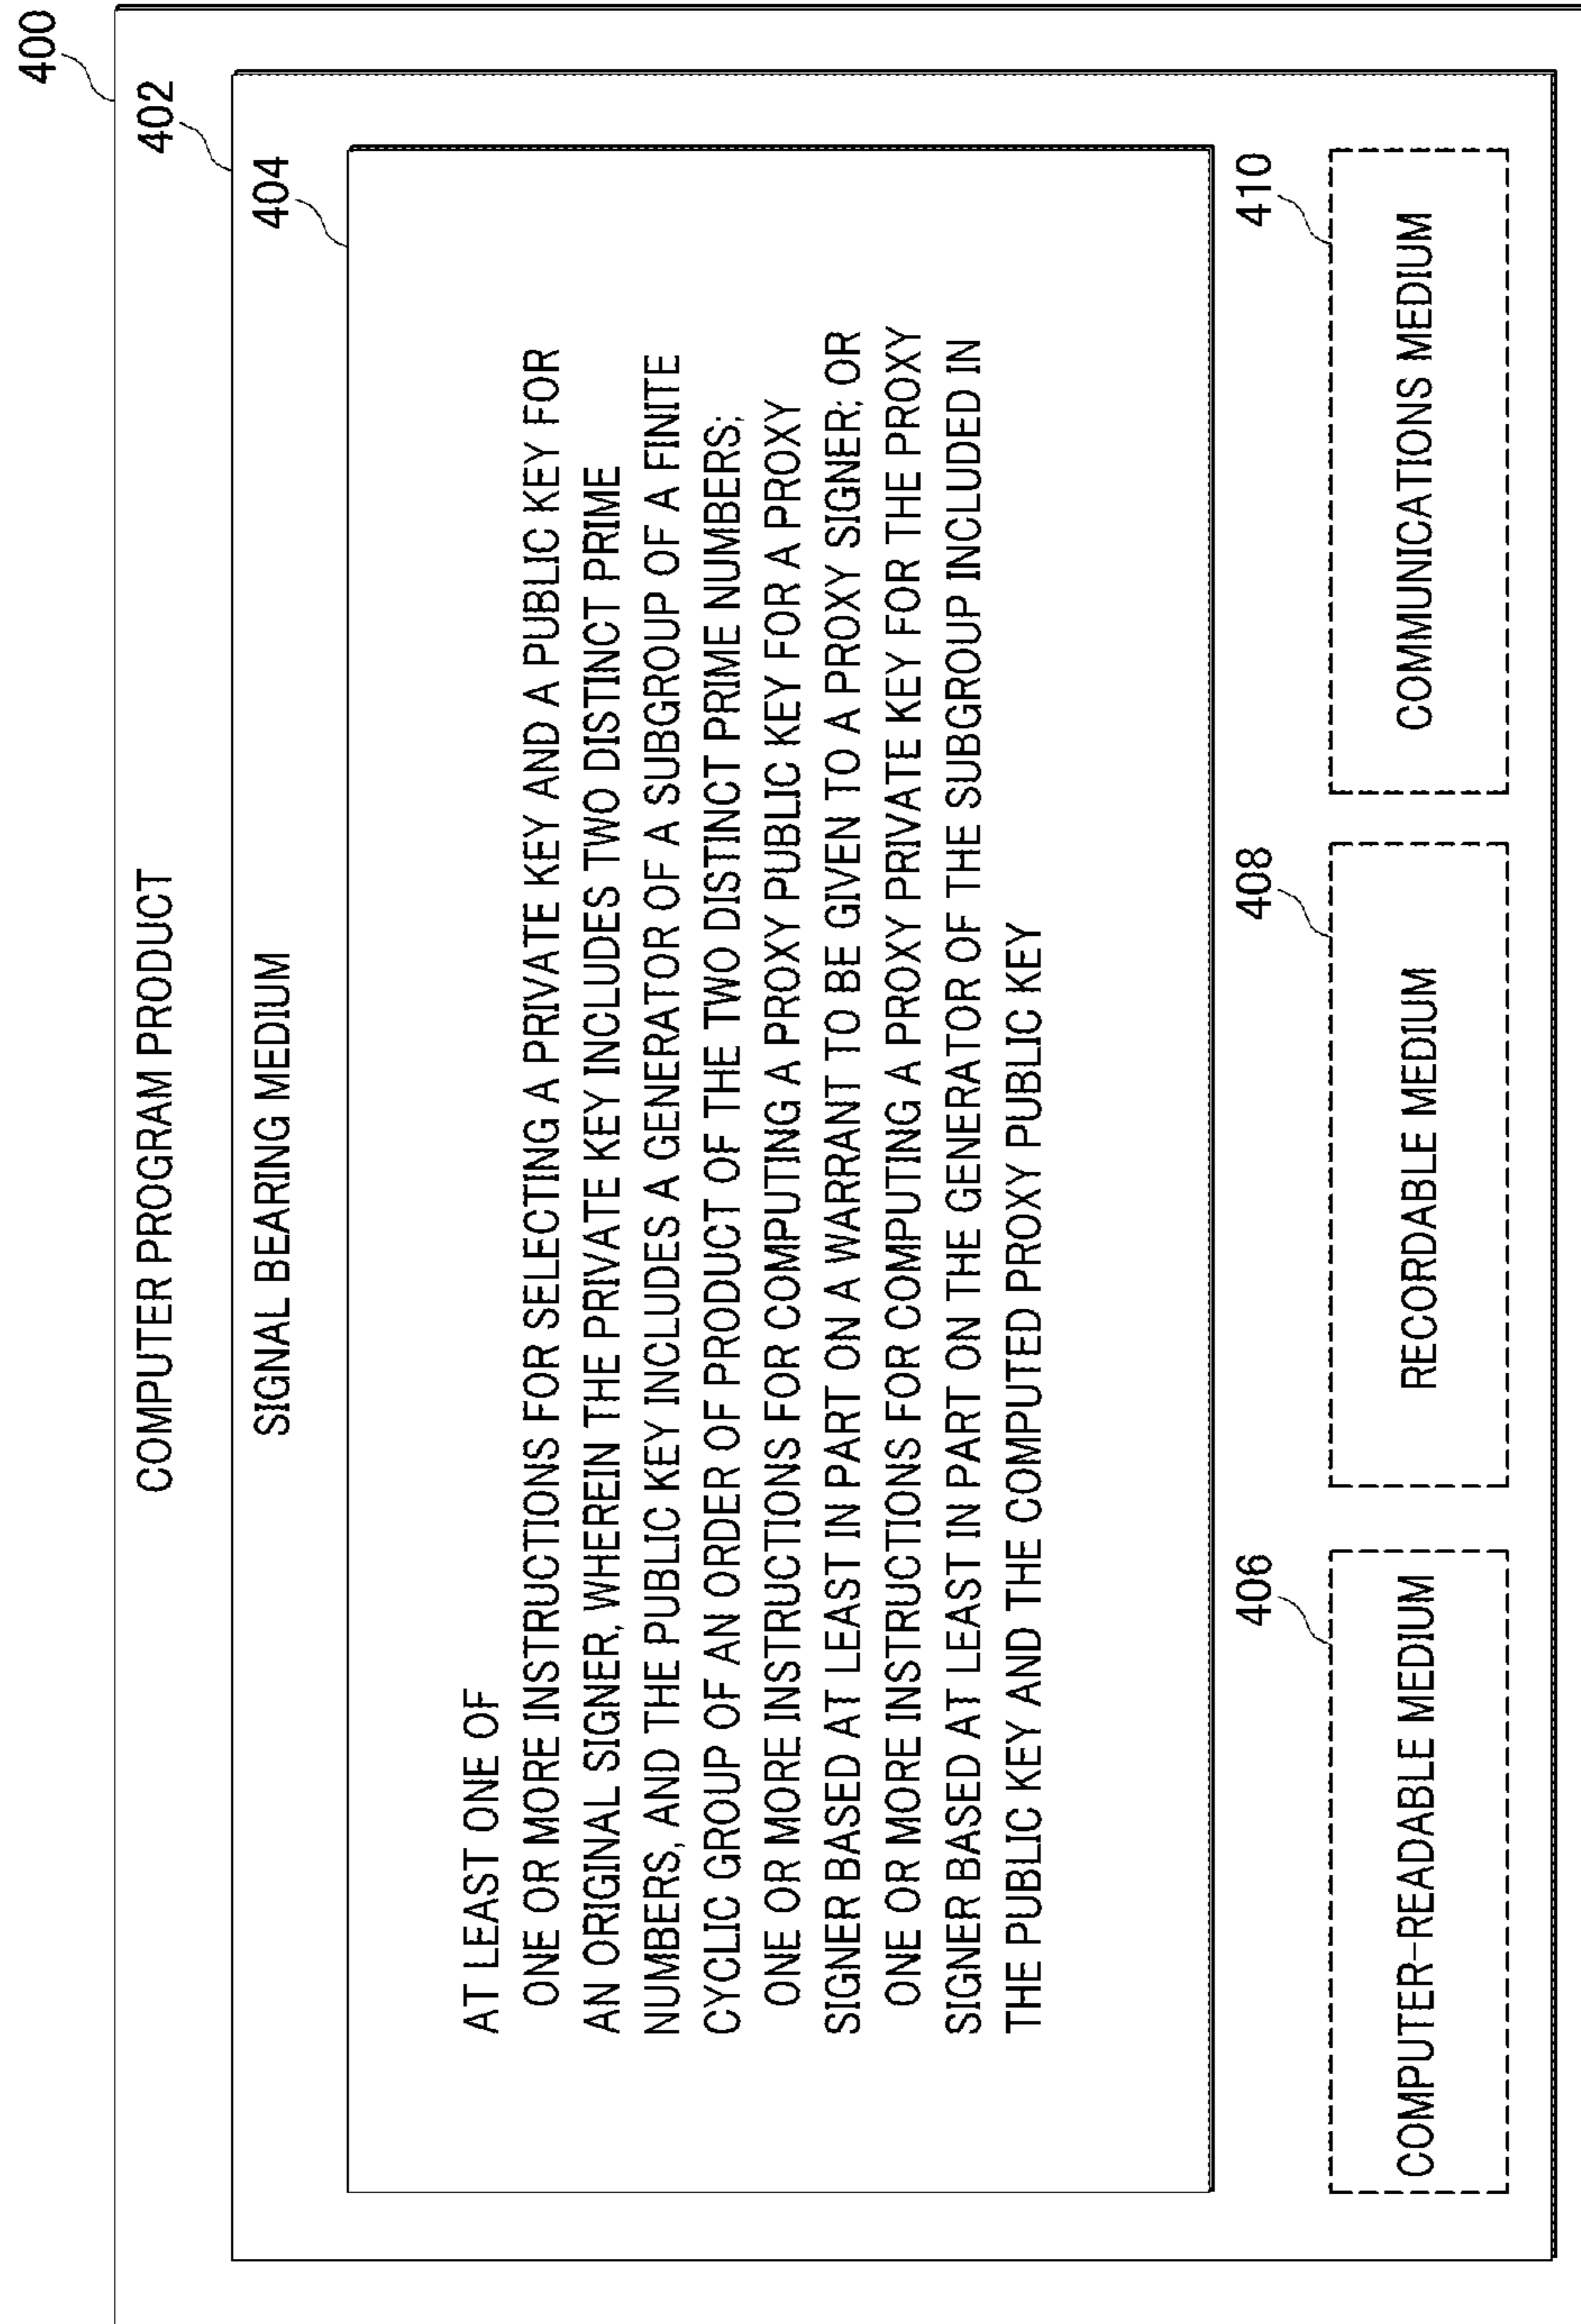 400
COMPUTER PROGRAM PRODUCT
402
SIGNAL BEARING MEDIUM
404
AT LEAST ONE OF
ONE OR MORE INSTRUCTIONS FOR SELECTING A PRIVATE KEY AND A PUBLIC KEY FOR
AN ORIGINAL SIGNER, WHEREIN THE PRIVATE KEY INCLUDES TWO DISTINCT PRIME
NUMBERS, AND THE PUBLIC KEY INCLUDES A GENERATOR OF A SUBGROUP OF A FINITE
CYCLIC GROUP OF AN ORDER OF PRODUCT OF THE TWO DISTINCT PRIME NUMBERS;
ONE OR MORE INSTRUCTIONS FOR COMPUTING A PROXY PUBLIC KEY FOR A PROXY
SIGNER BASED AT LEAST IN PART ON A WARRANT TO BE GIVEN TO A PROXY SIGNER; OR
ONE OR MORE INSTRUCTIONS FOR COMPUTING A PROXY PRIVATE KEY FOR THE PROXY
SIGNER BASED AT LEAST IN PART ON THE GENERATOR OF THE SUBGROUP INCLUDED IN
THE PUBLIC KEY AND THE COMPUTED PROXY PUBLIC KEY
406
COMPUTER-READABLE MEDIUM
408
RECORDABLE MEDIUM
410
COMMUNICATIONS MEDIUM